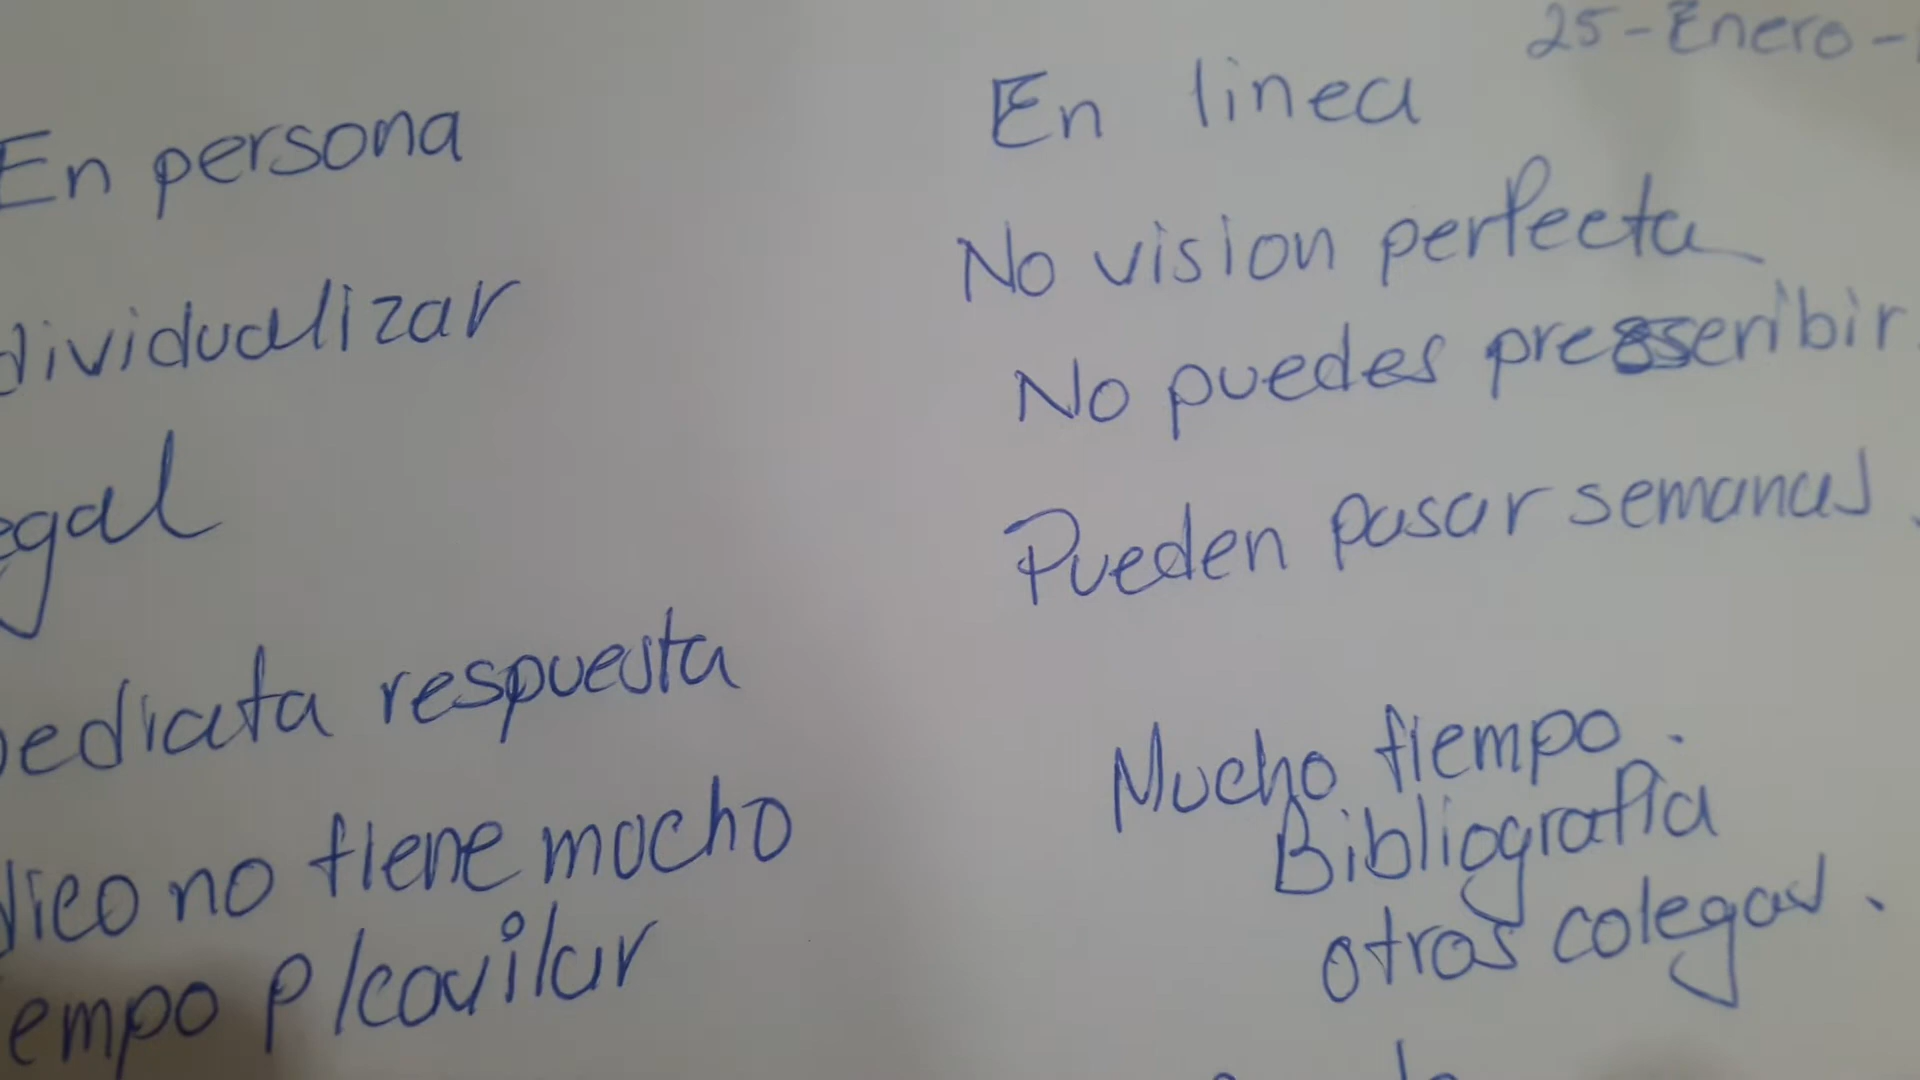 25-Enero-
En persona
dividualizar
egal
ediata respuesta
dico no tiene mucho
empo p/cavilar
En linea
No vision perfecta
No puedes presscribir.
Pueden pasar semanas.
Mucho tiempo.
Bibliografia
otros colegas.